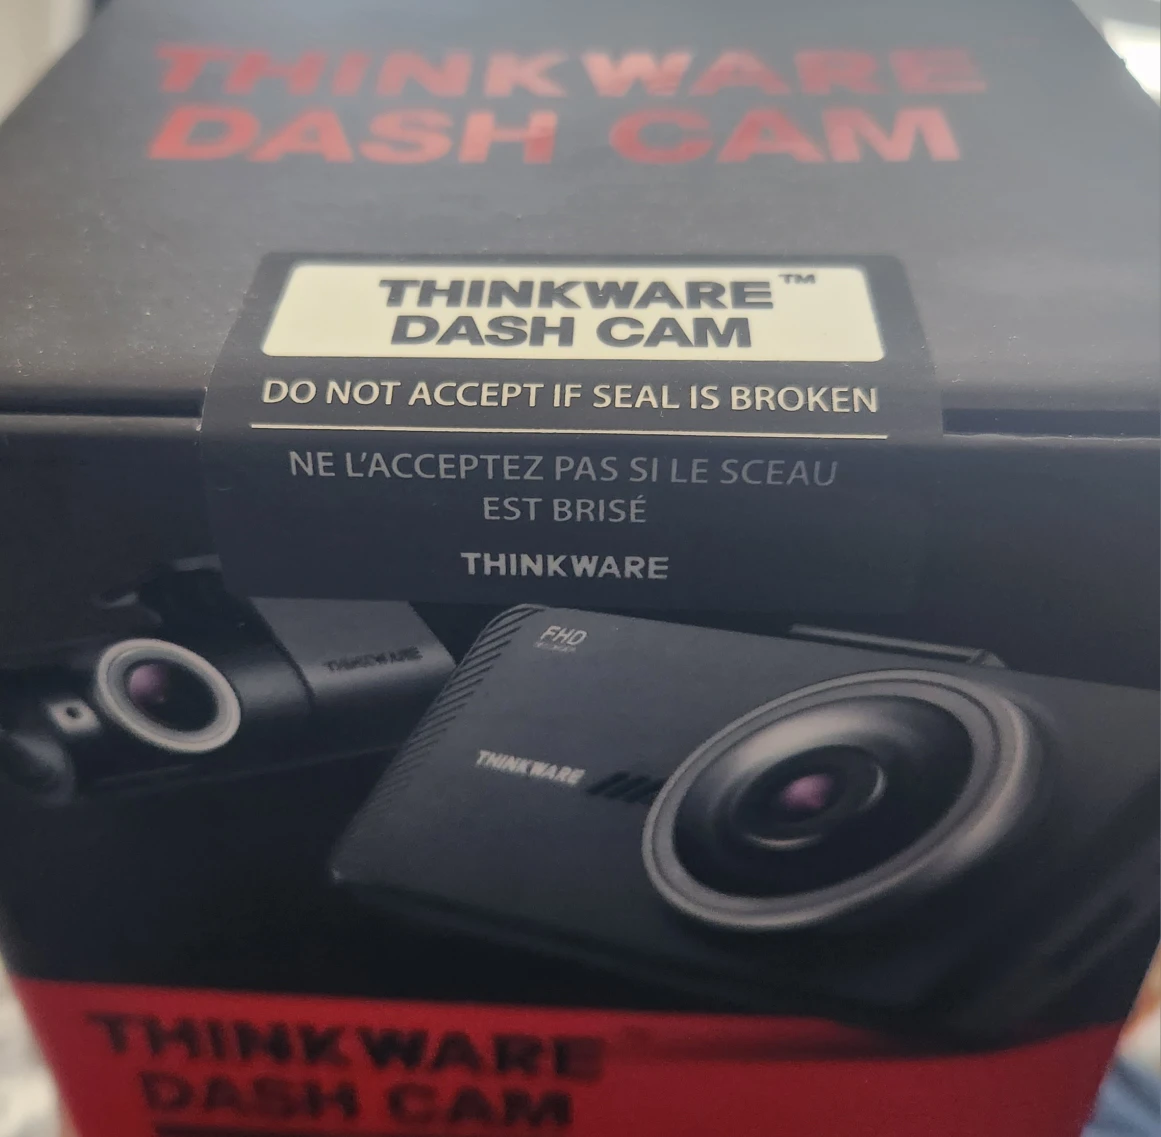 THINKWARE
DASH CAM
THINKWARE™
DASH CAM
DO NOT ACCEPT IF SEAL IS BROKEN
NE L'ACCEPTEZ PAS SI LE SCEAU
EST BRISÉ
THINKWARE
THINKWARE
FHD
THINKWARE
THINKWARE
DASH CAM